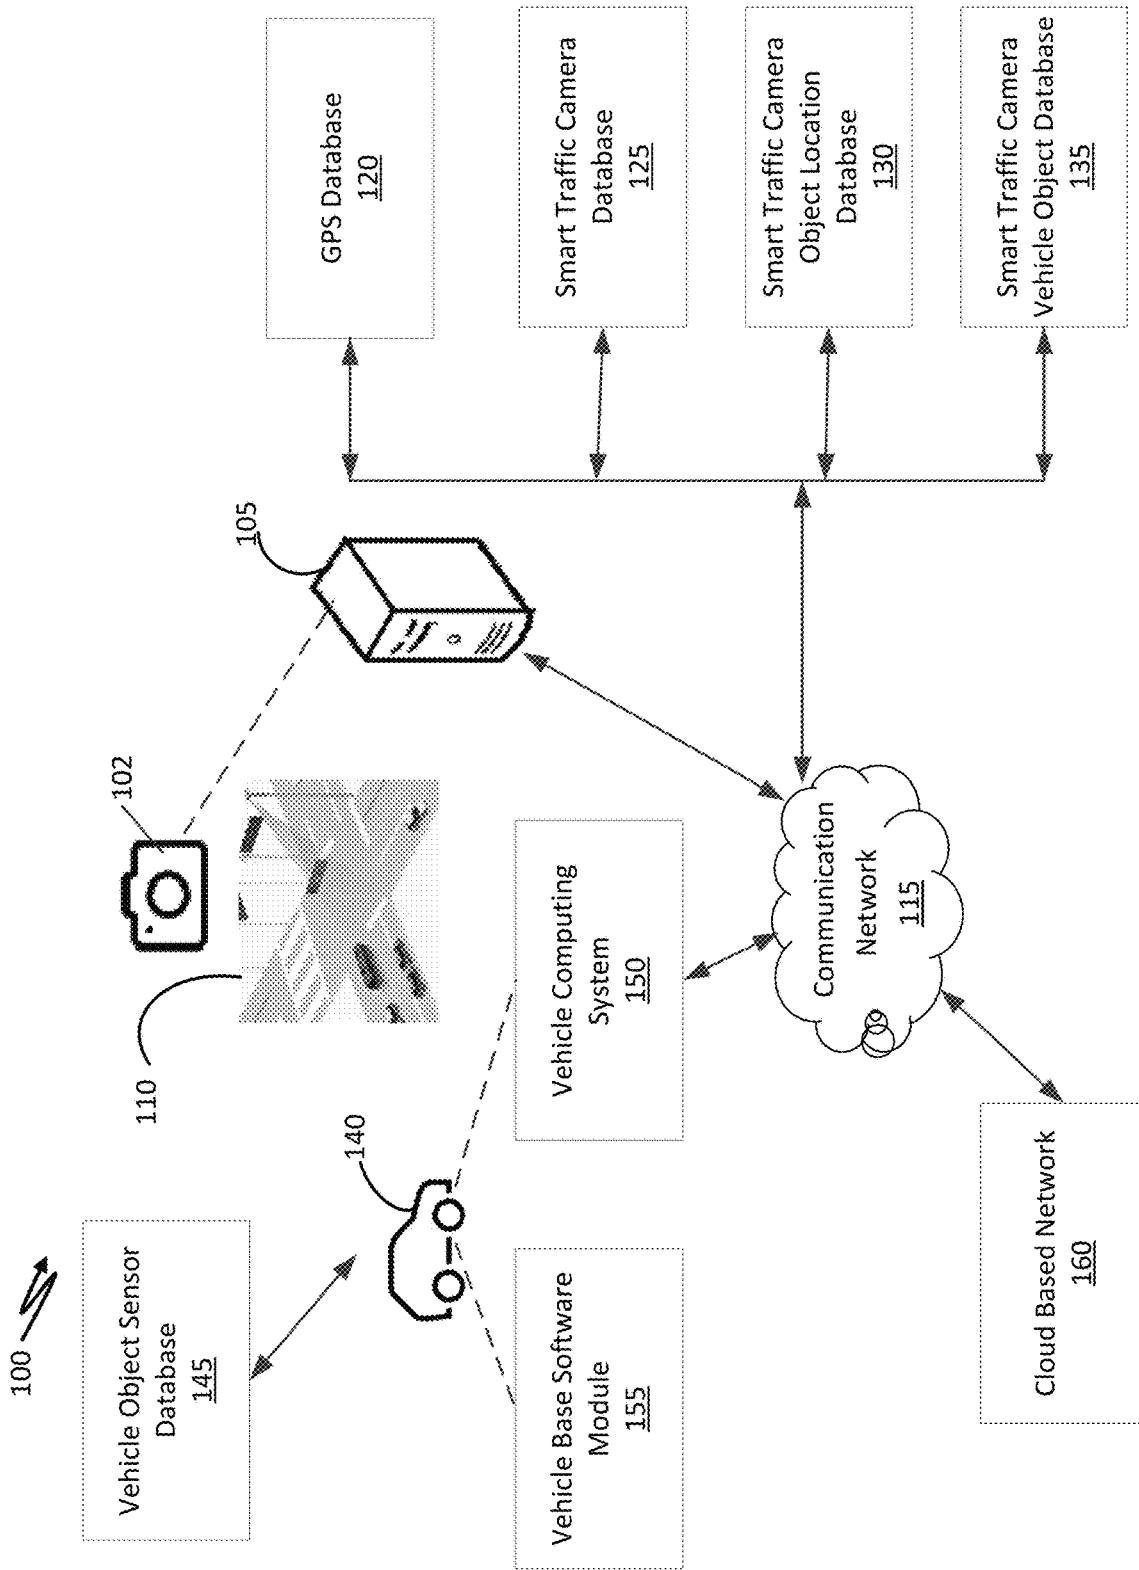 100
Vehicle Object Sensor
Database
145
110
102
105
GPS Database
120
140
Vehicle Base Software
Module
155
Vehicle Computing
System
150
Smart Traffic Camera
Database
125
Smart Traffic Camera
Object Location
Database
130
Communication
Network
115
Cloud Based Network
160
Smart Traffic Camera
Vehicle Object Database
135